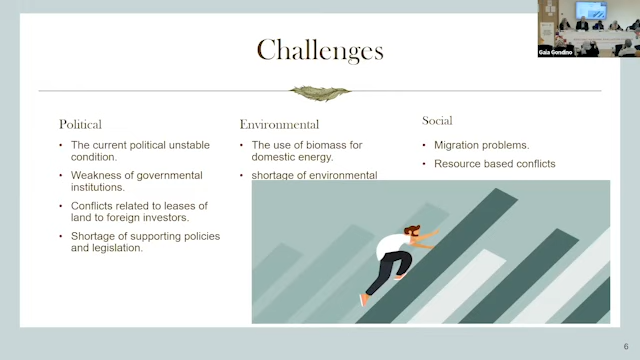 Challenges
Political
• The current political unstable
condition.
• Weakness of governmental
institutions.
• Conflicts related to leases of
land to foreign investors.
• Shortage of supporting policies
and legislation.
Environmental
• The use of biomass for
domestic energy.
• shortage of environmental
Social
• Migration problems.
• Resource based conflicts
Gaia Gondino
6